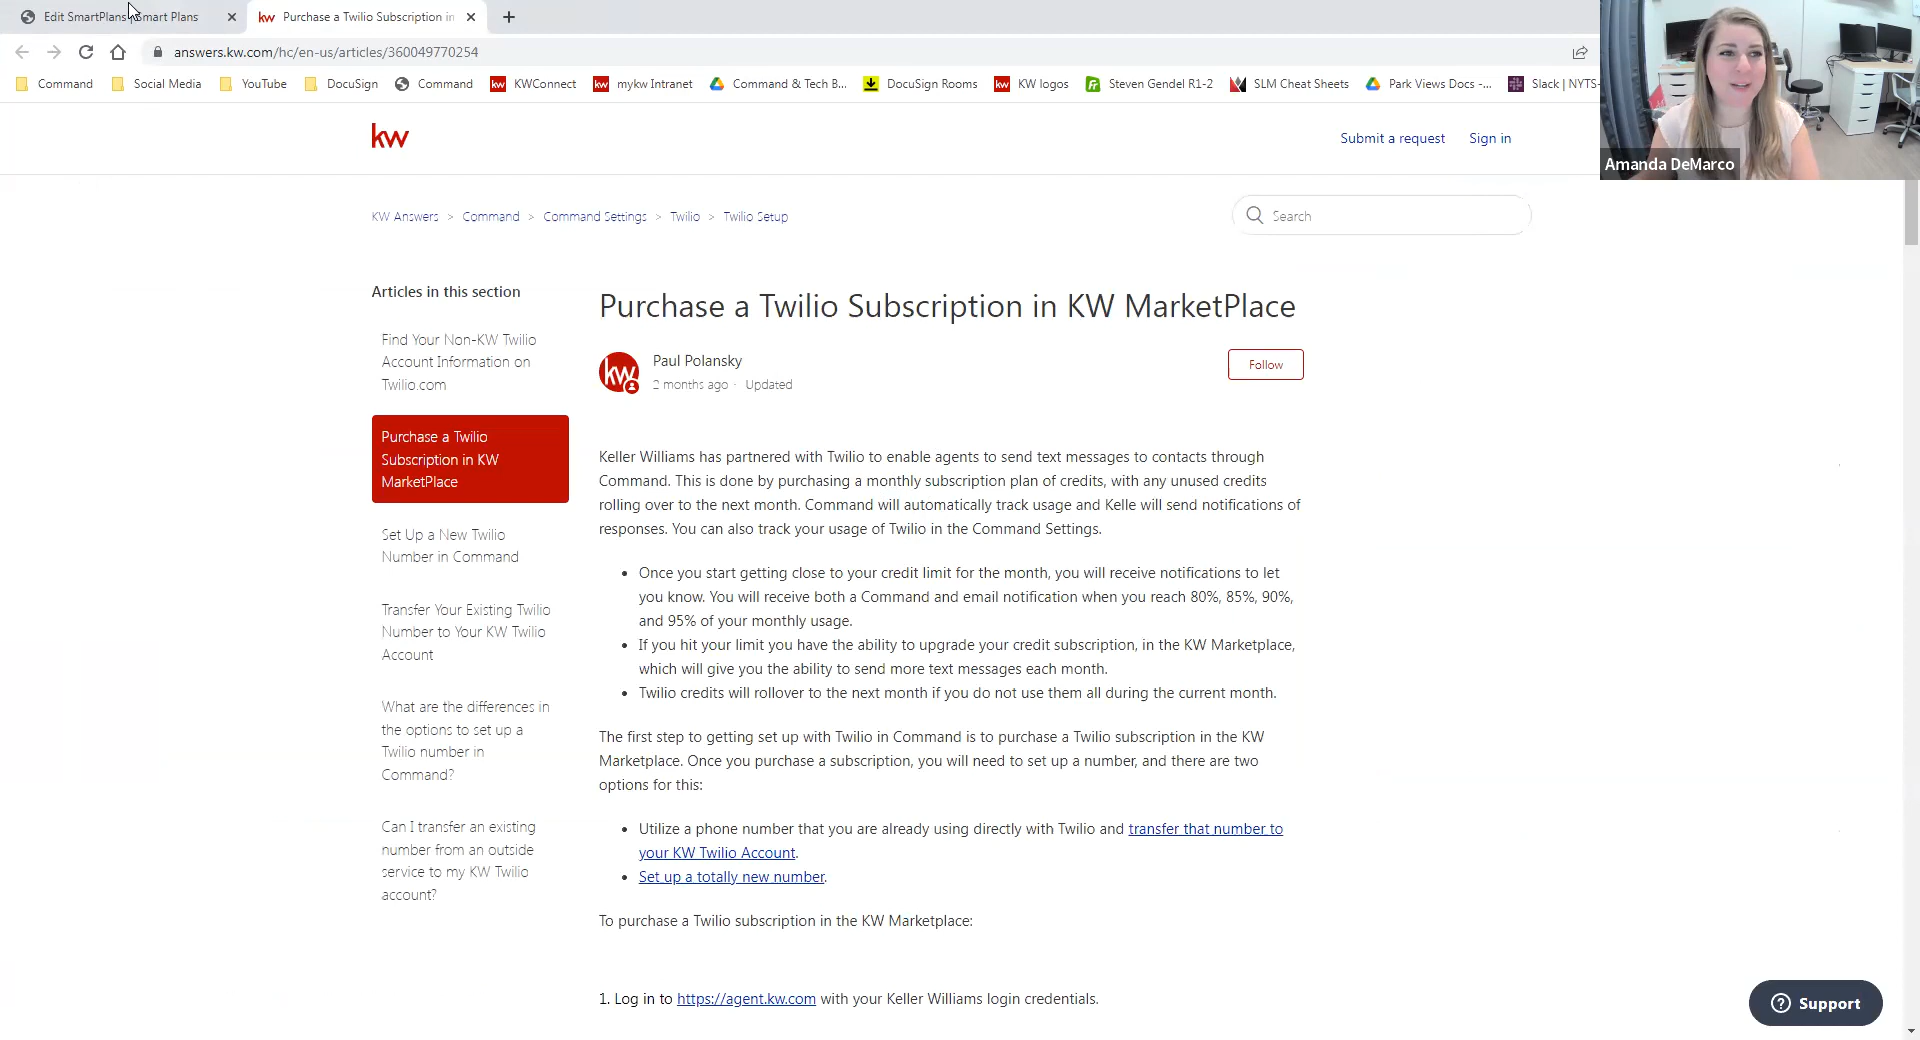 Edit SmartPlans | Smart Plans
kw Purchase a Twilio Subscription in
answers.kw.com/hc/en-us/articles/360049770254
Command Social Media YouTube DocuSign Command kw KWConnect kw mykw Intranet Command & Tech B... DocuSign Rooms kw KW logos Steven Gendel R1-2 SLM Cheat Sheets Park Views Docs -... Slack | NYTS-
Amanda DeMarco
kw
Submit a request Sign in
KW Answers > Command > Command Settings > Twilio > Twilio Setup
Search
Articles in this section
Find Your Non-KW Twilio
Account Information on
Twilio.com
Purchase a Twilio
Subscription in KW
MarketPlace
Set Up a New Twilio
Number in Command
Transfer Your Existing Twilio
Number to Your KW Twilio
Account
What are the differences in
the options to set up a
Twilio number in
Command?
Can I transfer an existing
number from an outside
service to my KW Twilio
account?
Purchase a Twilio Subscription in KW MarketPlace
kw
Paul Polansky
2 months ago · Updated
Follow
Keller Williams has partnered with Twilio to enable agents to send text messages to contacts through
Command. This is done by purchasing a monthly subscription plan of credits, with any unused credits
rolling over to the next month. Command will automatically track usage and Kelle will send notifications of
responses. You can also track your usage of Twilio in the Command Settings.
• Once you start getting close to your credit limit for the month, you will receive notifications to let
you know. You will receive both a Command and email notification when you reach 80%, 85%, 90%,
and 95% of your monthly usage.
• If you hit your limit you have the ability to upgrade your credit subscription, in the KW Marketplace,
which will give you the ability to send more text messages each month.
• Twilio credits will rollover to the next month if you do not use them all during the current month.
The first step to getting set up with Twilio in Command is to purchase a Twilio subscription in the KW
Marketplace. Once you purchase a subscription, you will need to set up a number, and there are two
options for this:
• Utilize a phone number that you are already using directly with Twilio and transfer that number to
your KW Twilio Account.
• Set up a totally new number.
To purchase a Twilio subscription in the KW Marketplace:
1. Log in to https://agent.kw.com with your Keller Williams login credentials.
Support